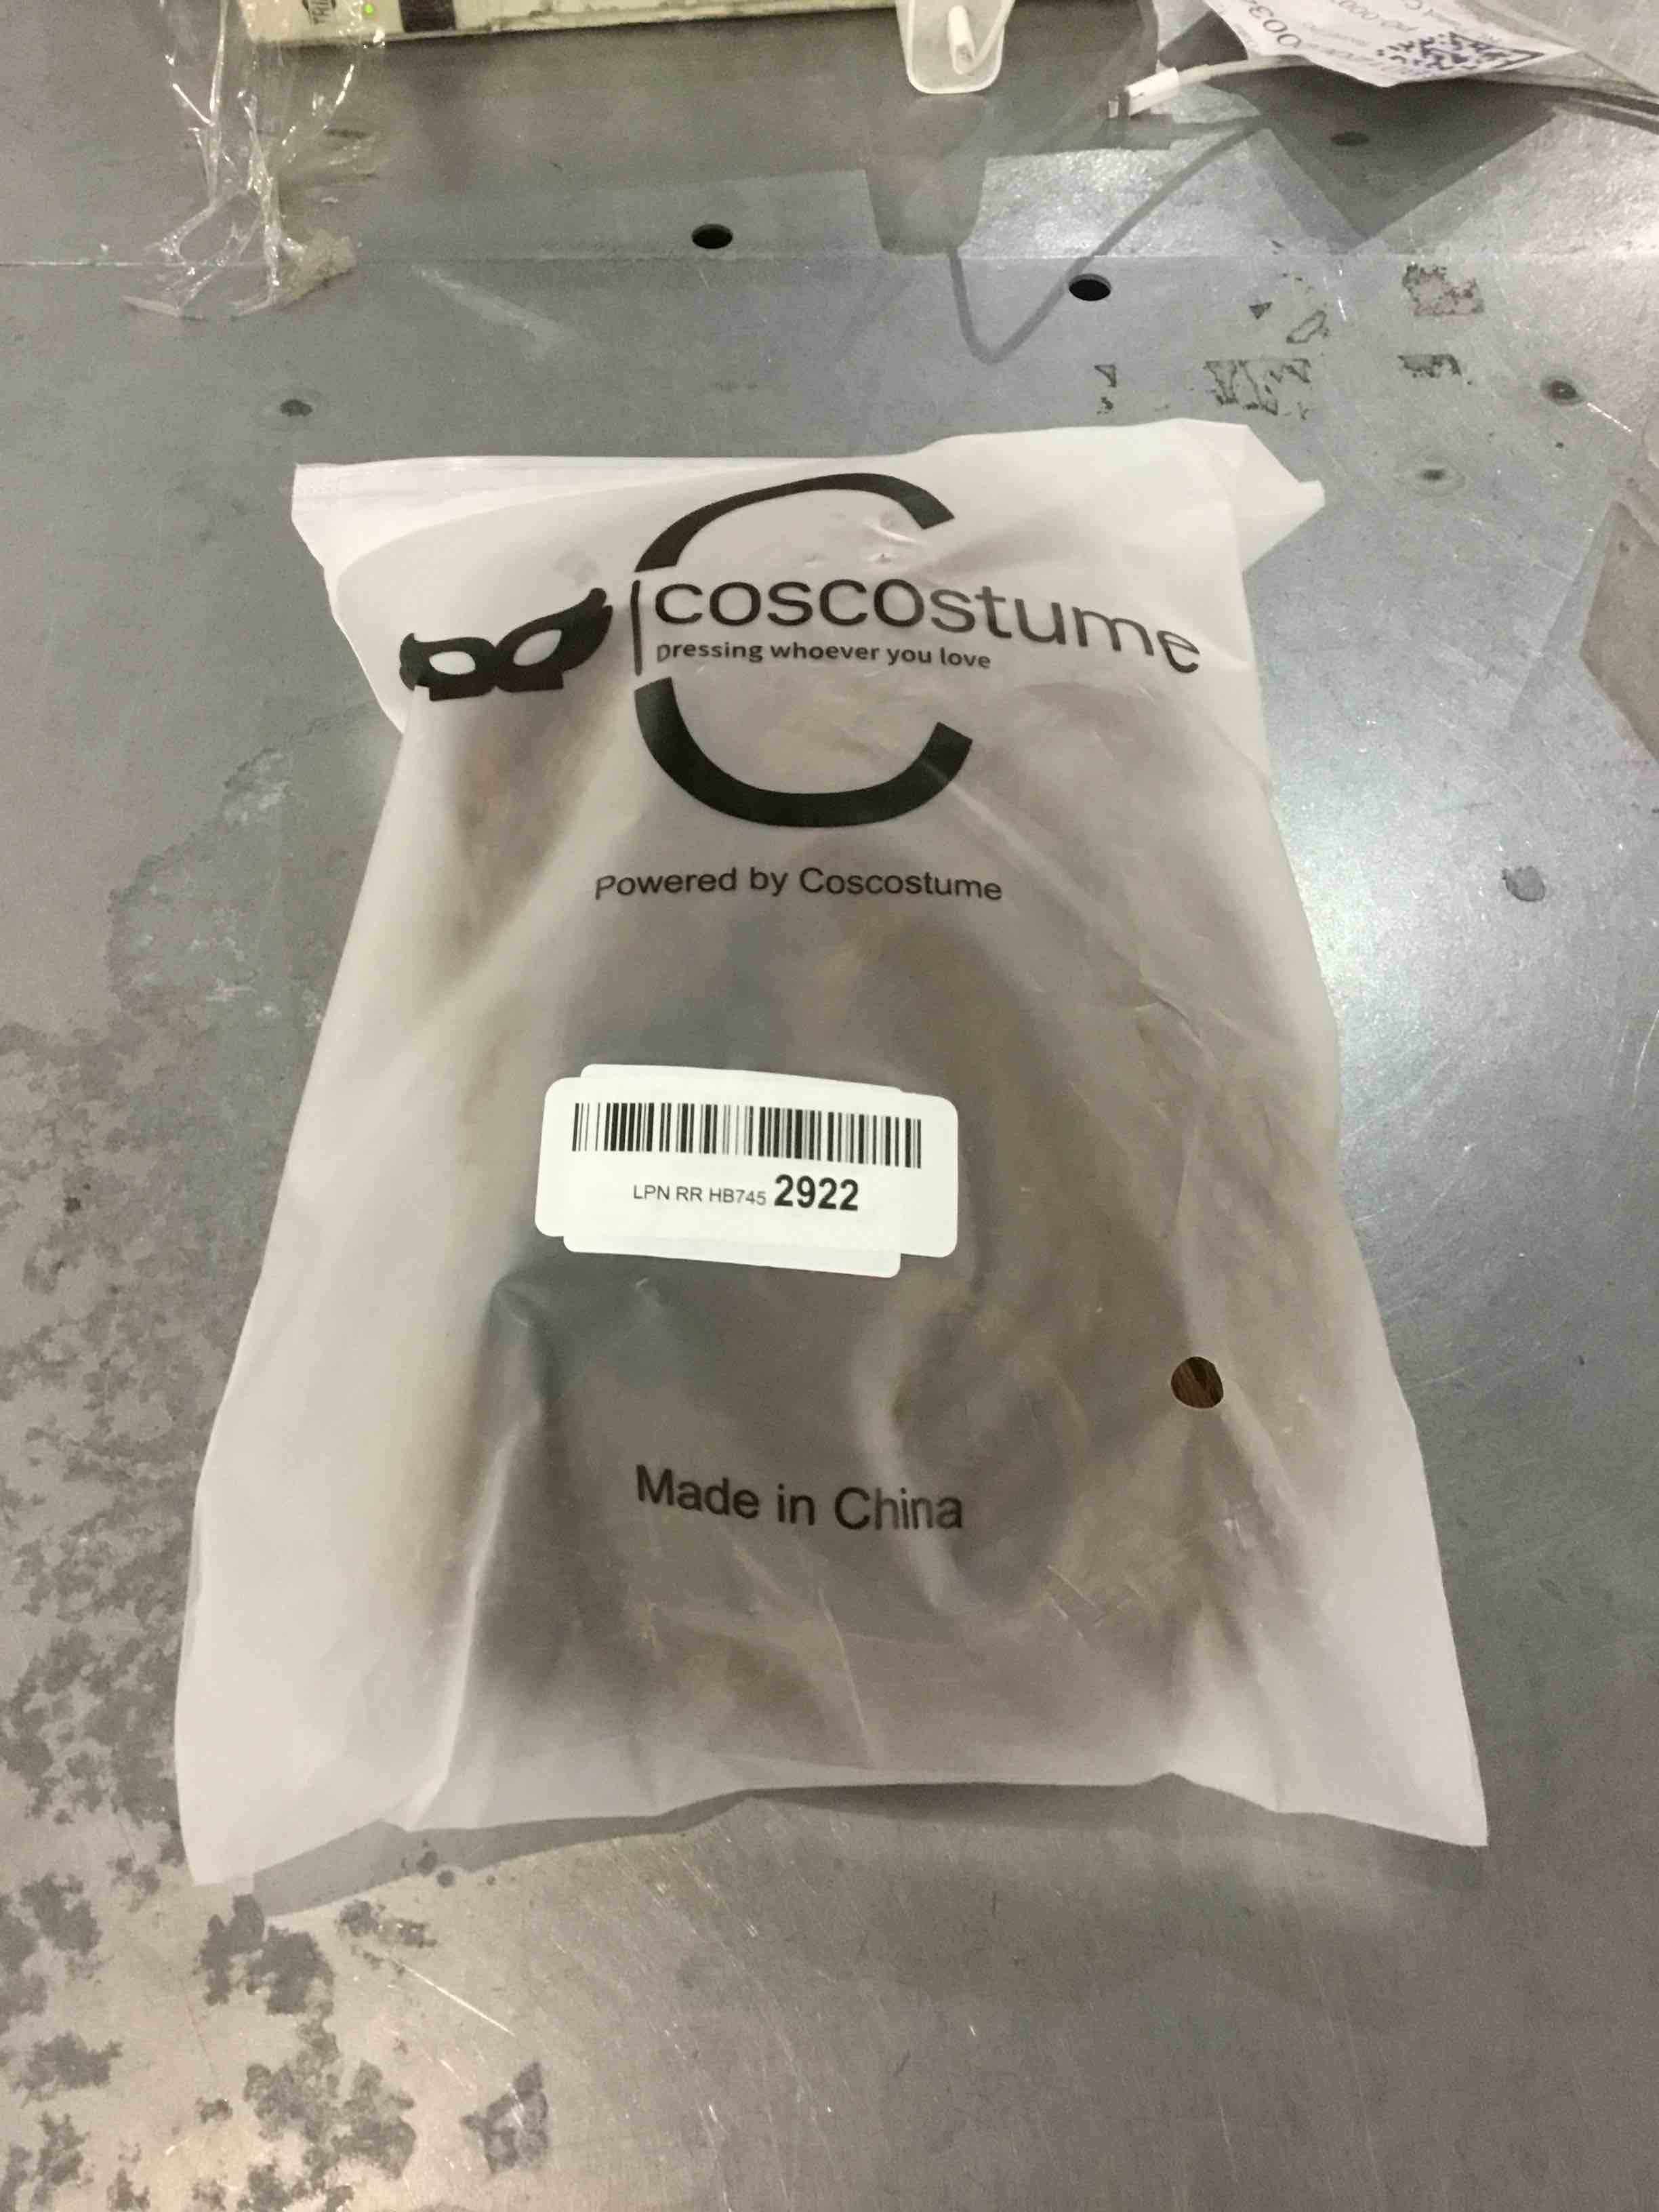 COSCOstume
Dressing whoever you love
Powered by Coscostume
LPN RR HB745 2922
Made in China